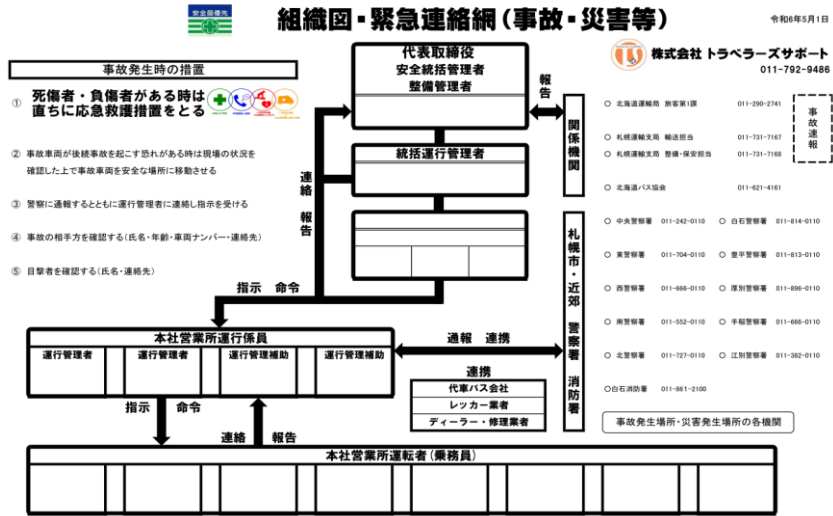 安全最優先
組織図・緊急連絡網(事故・災害等)
令和6年5月1日
株式会社 トラベラーズサポート
011-792-9486
事故発生時の措置
① 死傷者・負傷者がある時は
直ちに応急救護措置をとる
② 事故車両が後続事故を起こす恐れがある時は現場の状況を
確認した上で事故車両を安全な場所に移動させる
③ 警察に通報するとともに運行管理者に連絡し指示を受ける
④ 事故の相手方を確認する(氏名・年齢・車両ナンバー・連絡先)
⑤ 目撃者を確認する(氏名・連絡先)
代表取締役
安全統括管理者
整備管理者
統括運行管理者
連絡 報告
報告
関係機関
○ 北海道運輸局 旅客第1課 011-290-2741
○ 札幌運輸支局 輸送担当 011-731-7167
○ 札幌運輸支局 整備・保安担当 011-731-7168
○ 北海道バス協会 011-621-4161
事故速報
札幌市・近郊 警察署 消防署
○ 中央警察署 011-242-0110 ○ 白石警察署 011-814-0110
○ 東警察署 011-704-0110 ○ 豊平警察署 011-813-0110
○ 西警察署 011-666-0110 ○ 厚別警察署 011-896-0110
○ 南警察署 011-552-0110 ○ 手稲警察署 011-666-0110
○ 北警察署 011-727-0110 ○ 江別警察署 011-382-0110
○白石消防署 011-861-2100
事故発生場所・災害発生場所の各機関
指示 命令
本社営業所運行係員
運行管理者 運行管理者 運行管理補助 運行管理補助
通報 連携
連携
代車バス会社
レッカー業者
ディーラー・修理業者
指示 命令
連絡 報告
本社営業所運転者(乗務員)